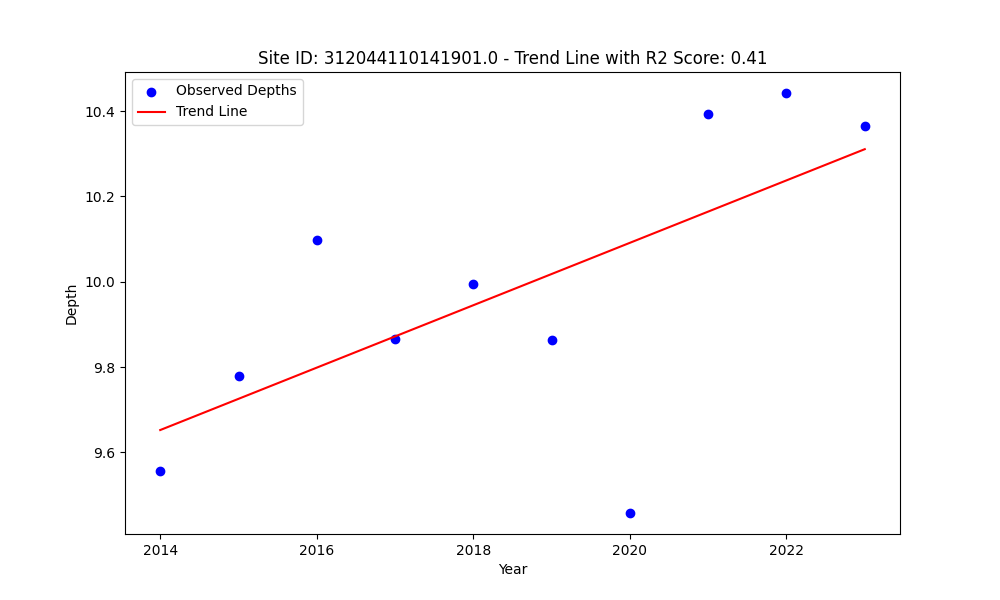 Site ID: 312044110141901.0 - Trend Line with R2 Score: 0.41
Observed Depths
Trend Line
10.4
10.2
10.0
9.8
9.6
Depth
2014
2016
2018
2020
2022
Year